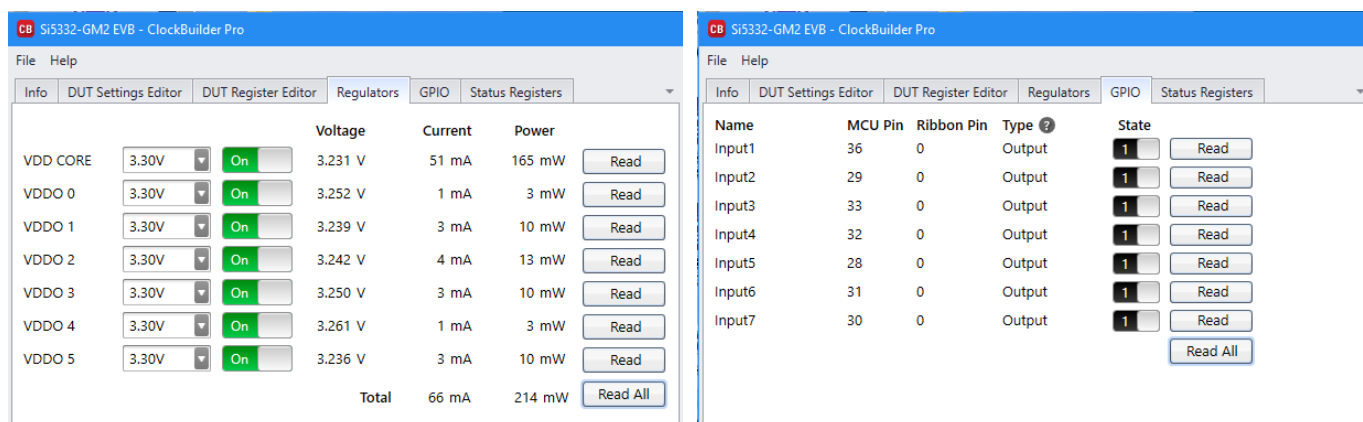 CB Si5332-GM2 EVB - ClockBuilder Pro
File Help
Info DUT Settings Editor DUT Register Editor Regulators GPIO Status Registers
Voltage Current Power
VDD CORE 3.30V On 3.231 V 51 mA 165 mW Read
VDDO 0 3.30V On 3.252 V 1 mA 3 mW Read
VDDO 1 3.30V On 3.239 V 3 mA 10 mW Read
VDDO 2 3.30V On 3.242 V 4 mA 13 mW Read
VDDO 3 3.30V On 3.250 V 3 mA 10 mW Read
VDDO 4 3.30V On 3.261 V 1 mA 3 mW Read
VDDO 5 3.30V On 3.236 V 3 mA 10 mW Read
Total 66 mA 214 mW Read All
CB Si5332-GM2 EVB - ClockBuilder Pro
File Help
Info DUT Settings Editor DUT Register Editor Regulators GPIO Status Registers
Name MCU Pin Ribbon Pin Type ? State
Input1 36 0 Output 1 Read
Input2 29 0 Output 1 Read
Input3 33 0 Output 1 Read
Input4 32 0 Output 1 Read
Input5 28 0 Output 1 Read
Input6 31 0 Output 1 Read
Input7 30 0 Output 1 Read
Read All